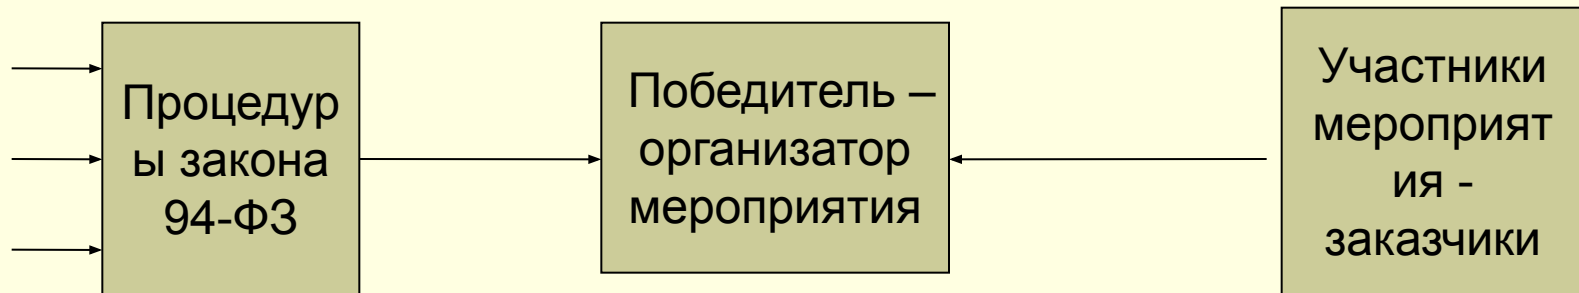 Процедур
ы закона
94-ФЗ
Победитель –
организатор
мероприятия
Участники
мероприят
ия -
заказчики